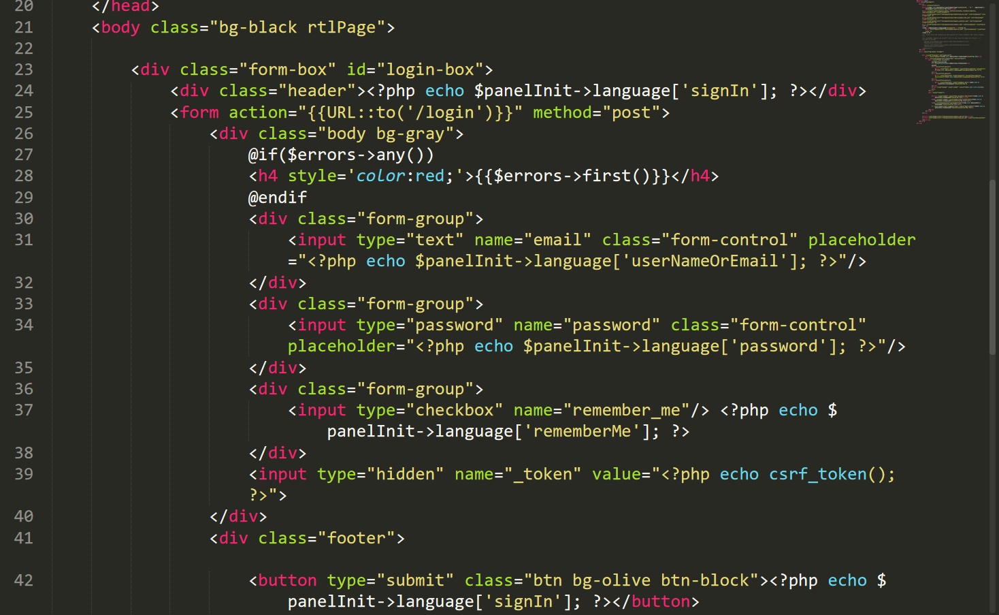 20 </head>
21 <body class="bg-black rtlPage">
22
23 <div class="form-box" id="login-box">
24 <div class="header"><?php echo $panelInit->language['signIn']; ?></div>
25 <form action="{{URL::to('/login')}}" method="post">
26 <div class="body bg-gray">
27 @if($errors->any())
28 <h4 style='color:red;'>{{$errors->first()}}</h4>
29 @endif
30 <div class="form-group">
31 <input type="text" name="email" class="form-control" placeholder
="<?php echo $panelInit->language['userNameOrEmail']; ?>"/>
32 </div>
33 <div class="form-group">
34 <input type="password" name="password" class="form-control"
placeholder="<?php echo $panelInit->language['password']; ?>"/>
35 </div>
36 <div class="form-group">
37 <input type="checkbox" name="remember_me"/> <?php echo $
panelInit->language['rememberMe']; ?>
38 </div>
39 <input type="hidden" name="_token" value="<?php echo csrf_token();
?>">
40 </div>
41 <div class="footer">
42 <button type="submit" class="btn bg-olive btn-block"><?php echo $
panelInit->language['signIn']; ?></button>